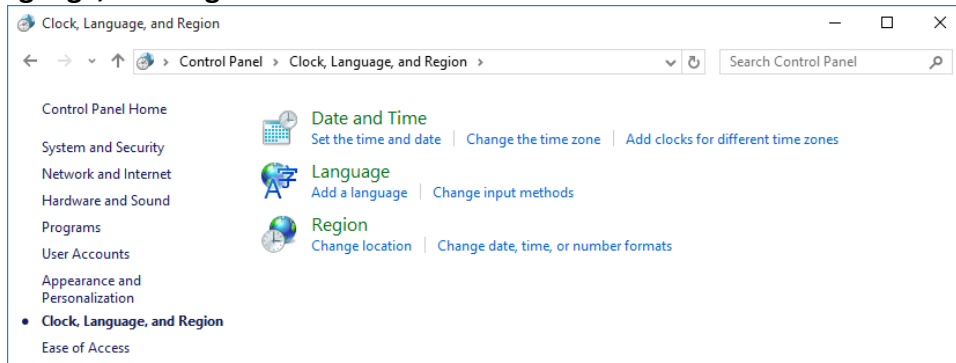 Clock, Language, and Region
Control Panel > Clock, Language, and Region >
Search Control Panel
Control Panel Home
System and Security
Network and Internet
Hardware and Sound
Programs
User Accounts
Appearance and
Personalization
Clock, Language, and Region
Ease of Access
Date and Time
Set the time and date | Change the time zone | Add clocks for different time zones
Language
Add a language | Change input methods
Region
Change location | Change date, time, or number formats